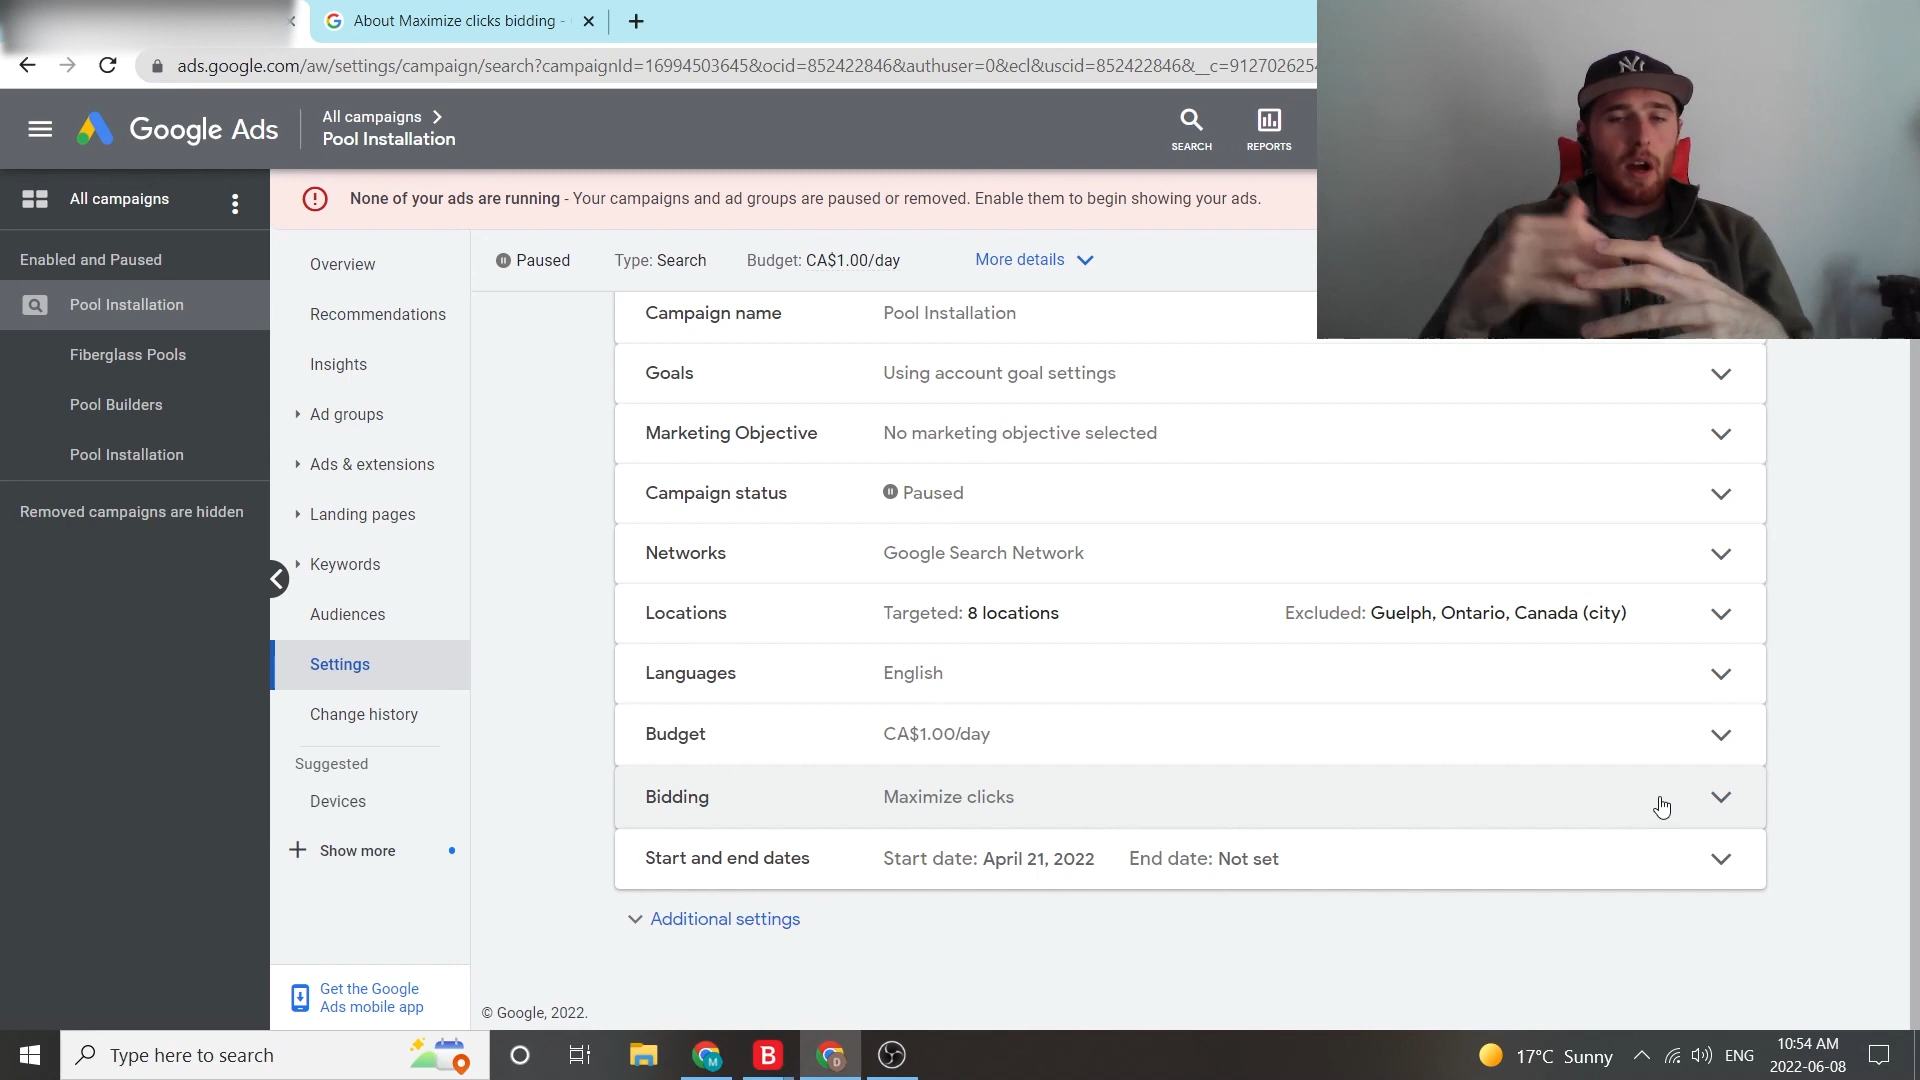 About Maximize clicks bidding -
ads.google.com/aw/settings/campaign/search?campaignId=16994503645&ocid=852422846&authuser=0&ecl&uscid=852422846&__c=912702625
Google Ads
All campaigns
Pool Installation
SEARCH
REPORTS
All campaigns
None of your ads are running - Your campaigns and ad groups are paused or removed. Enable them to begin showing your ads.
Enabled and Paused
Pool Installation
Fiberglass Pools
Pool Builders
Pool Installation
Removed campaigns are hidden
Overview
Recommendations
Insights
Ad groups
Ads & extensions
Landing pages
Keywords
Audiences
Settings
Change history
Suggested
Devices
Show more
Get the Google
Ads mobile app
Paused Type: Search Budget: CA$1.00/day More details
Campaign name Pool Installation
Goals Using account goal settings
Marketing Objective No marketing objective selected
Campaign status Paused
Networks Google Search Network
Locations Targeted: 8 locations Excluded: Guelph, Ontario, Canada (city)
Languages English
Budget CA$1.00/day
Bidding Maximize clicks
Start and end dates Start date: April 21, 2022 End date: Not set
Additional settings
© Google, 2022.
Type here to search
17°C Sunny
ENG
10:54 AM
2022-06-08